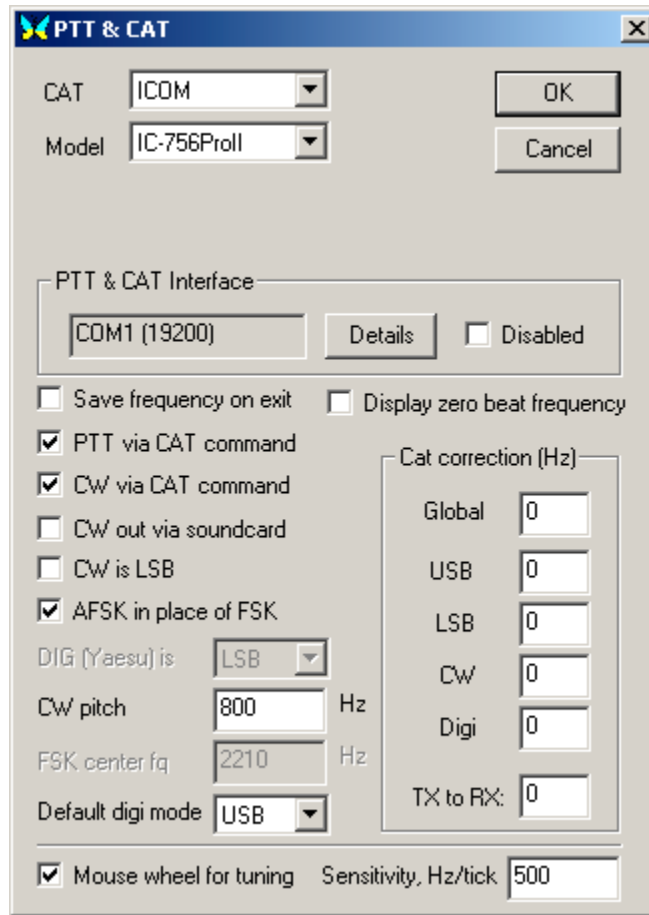 PTT & CAT
CAT ICOM OK
Model IC-756ProII Cancel
PTT & CAT Interface
COM1 (19200) Details Disabled
Save frequency on exit Display zero beat frequency
PTT via CAT command
Cat correction (Hz)
CW via CAT command
Global 0
CW out via soundcard
CW is LSB
USB 0
AFSK in place of FSK
LSB 0
DIG (Yaesu) is LSB
CW 0
CW pitch 800 Hz
Digi 0
FSK center fq 2210 Hz
TX to RX: 0
Default digi mode USB
Mouse wheel for tuning Sensitivity, Hz/tick 500